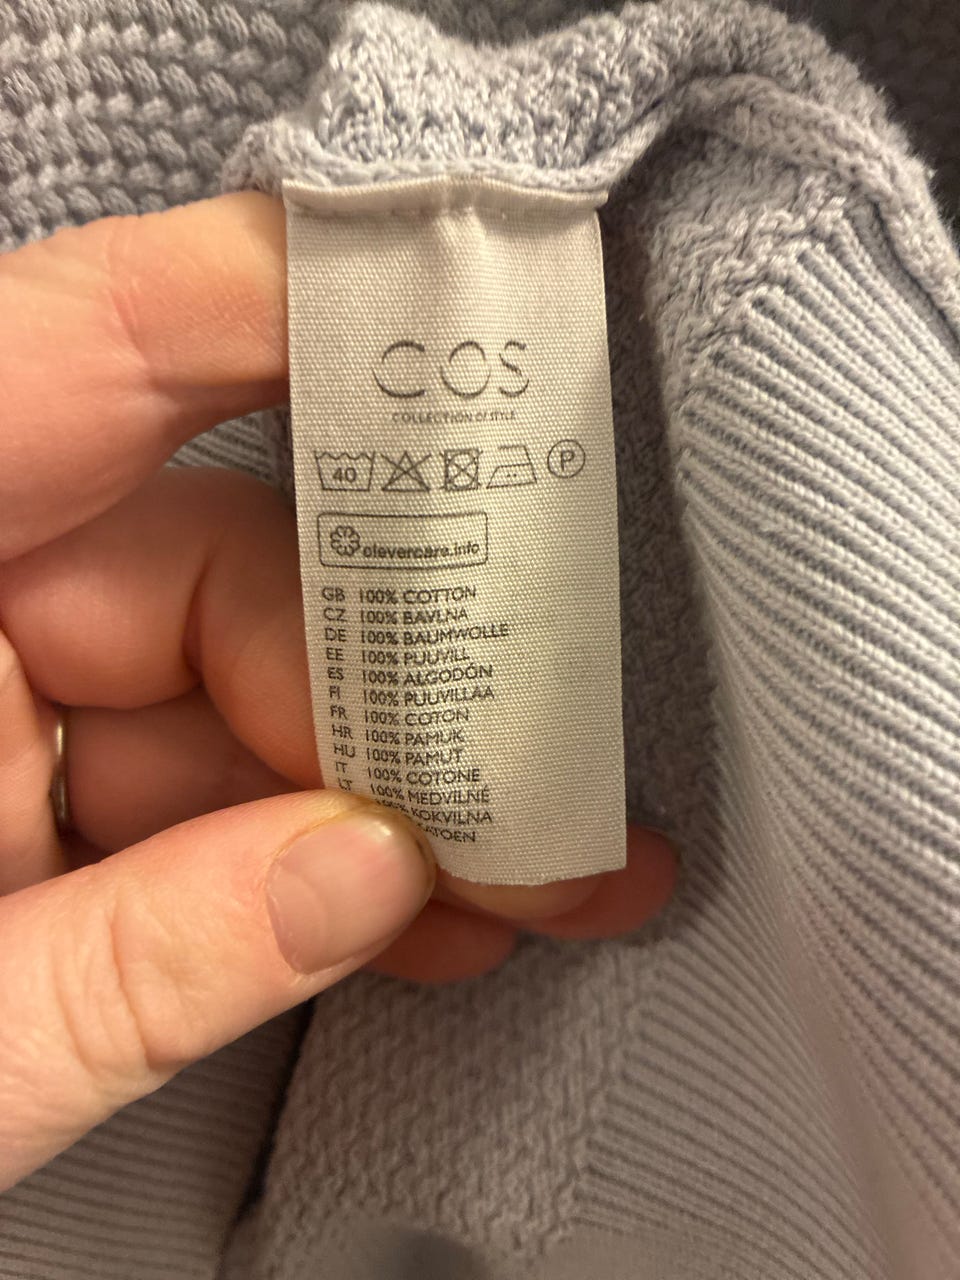 COS
COLLECTION OF STYLE
40 P
clevercare.info
GB 100% COTTON
CZ 100% BAVLNA
DE 100% BAUMWOLLE
EE 100% PUUVILL
ES 100% ALGODÓN
FI 100% PUUVILLAA
FR 100% COTON
HR 100% PAMUK
HU 100% PAMUT
IT 100% COTONE
LT 100% MEDVILNĖ
100% KOKVILNA